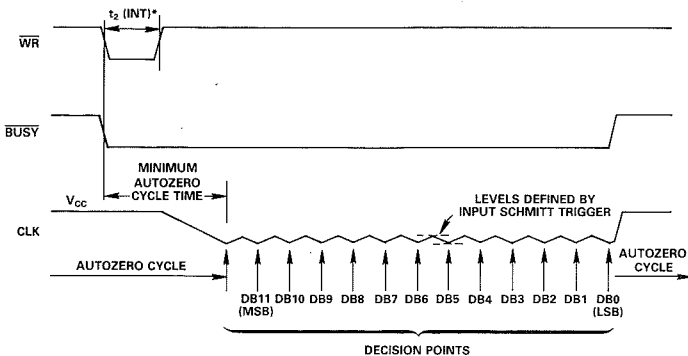 t2 (INT)*
WR
BUSY
MINIMUM
AUTOZERO
CYCLE TIME
VCC
LEVELS DEFINED BY
INPUT SCHMITT TRIGGER
CLK
AUTOZERO CYCLE
AUTOZERO
CYCLE
DB11 DB10 DB9 DB8 DB7 DB6 DB5 DB4 DB3 DB2 DB1 DB0
(MSB) (LSB)
DECISION POINTS